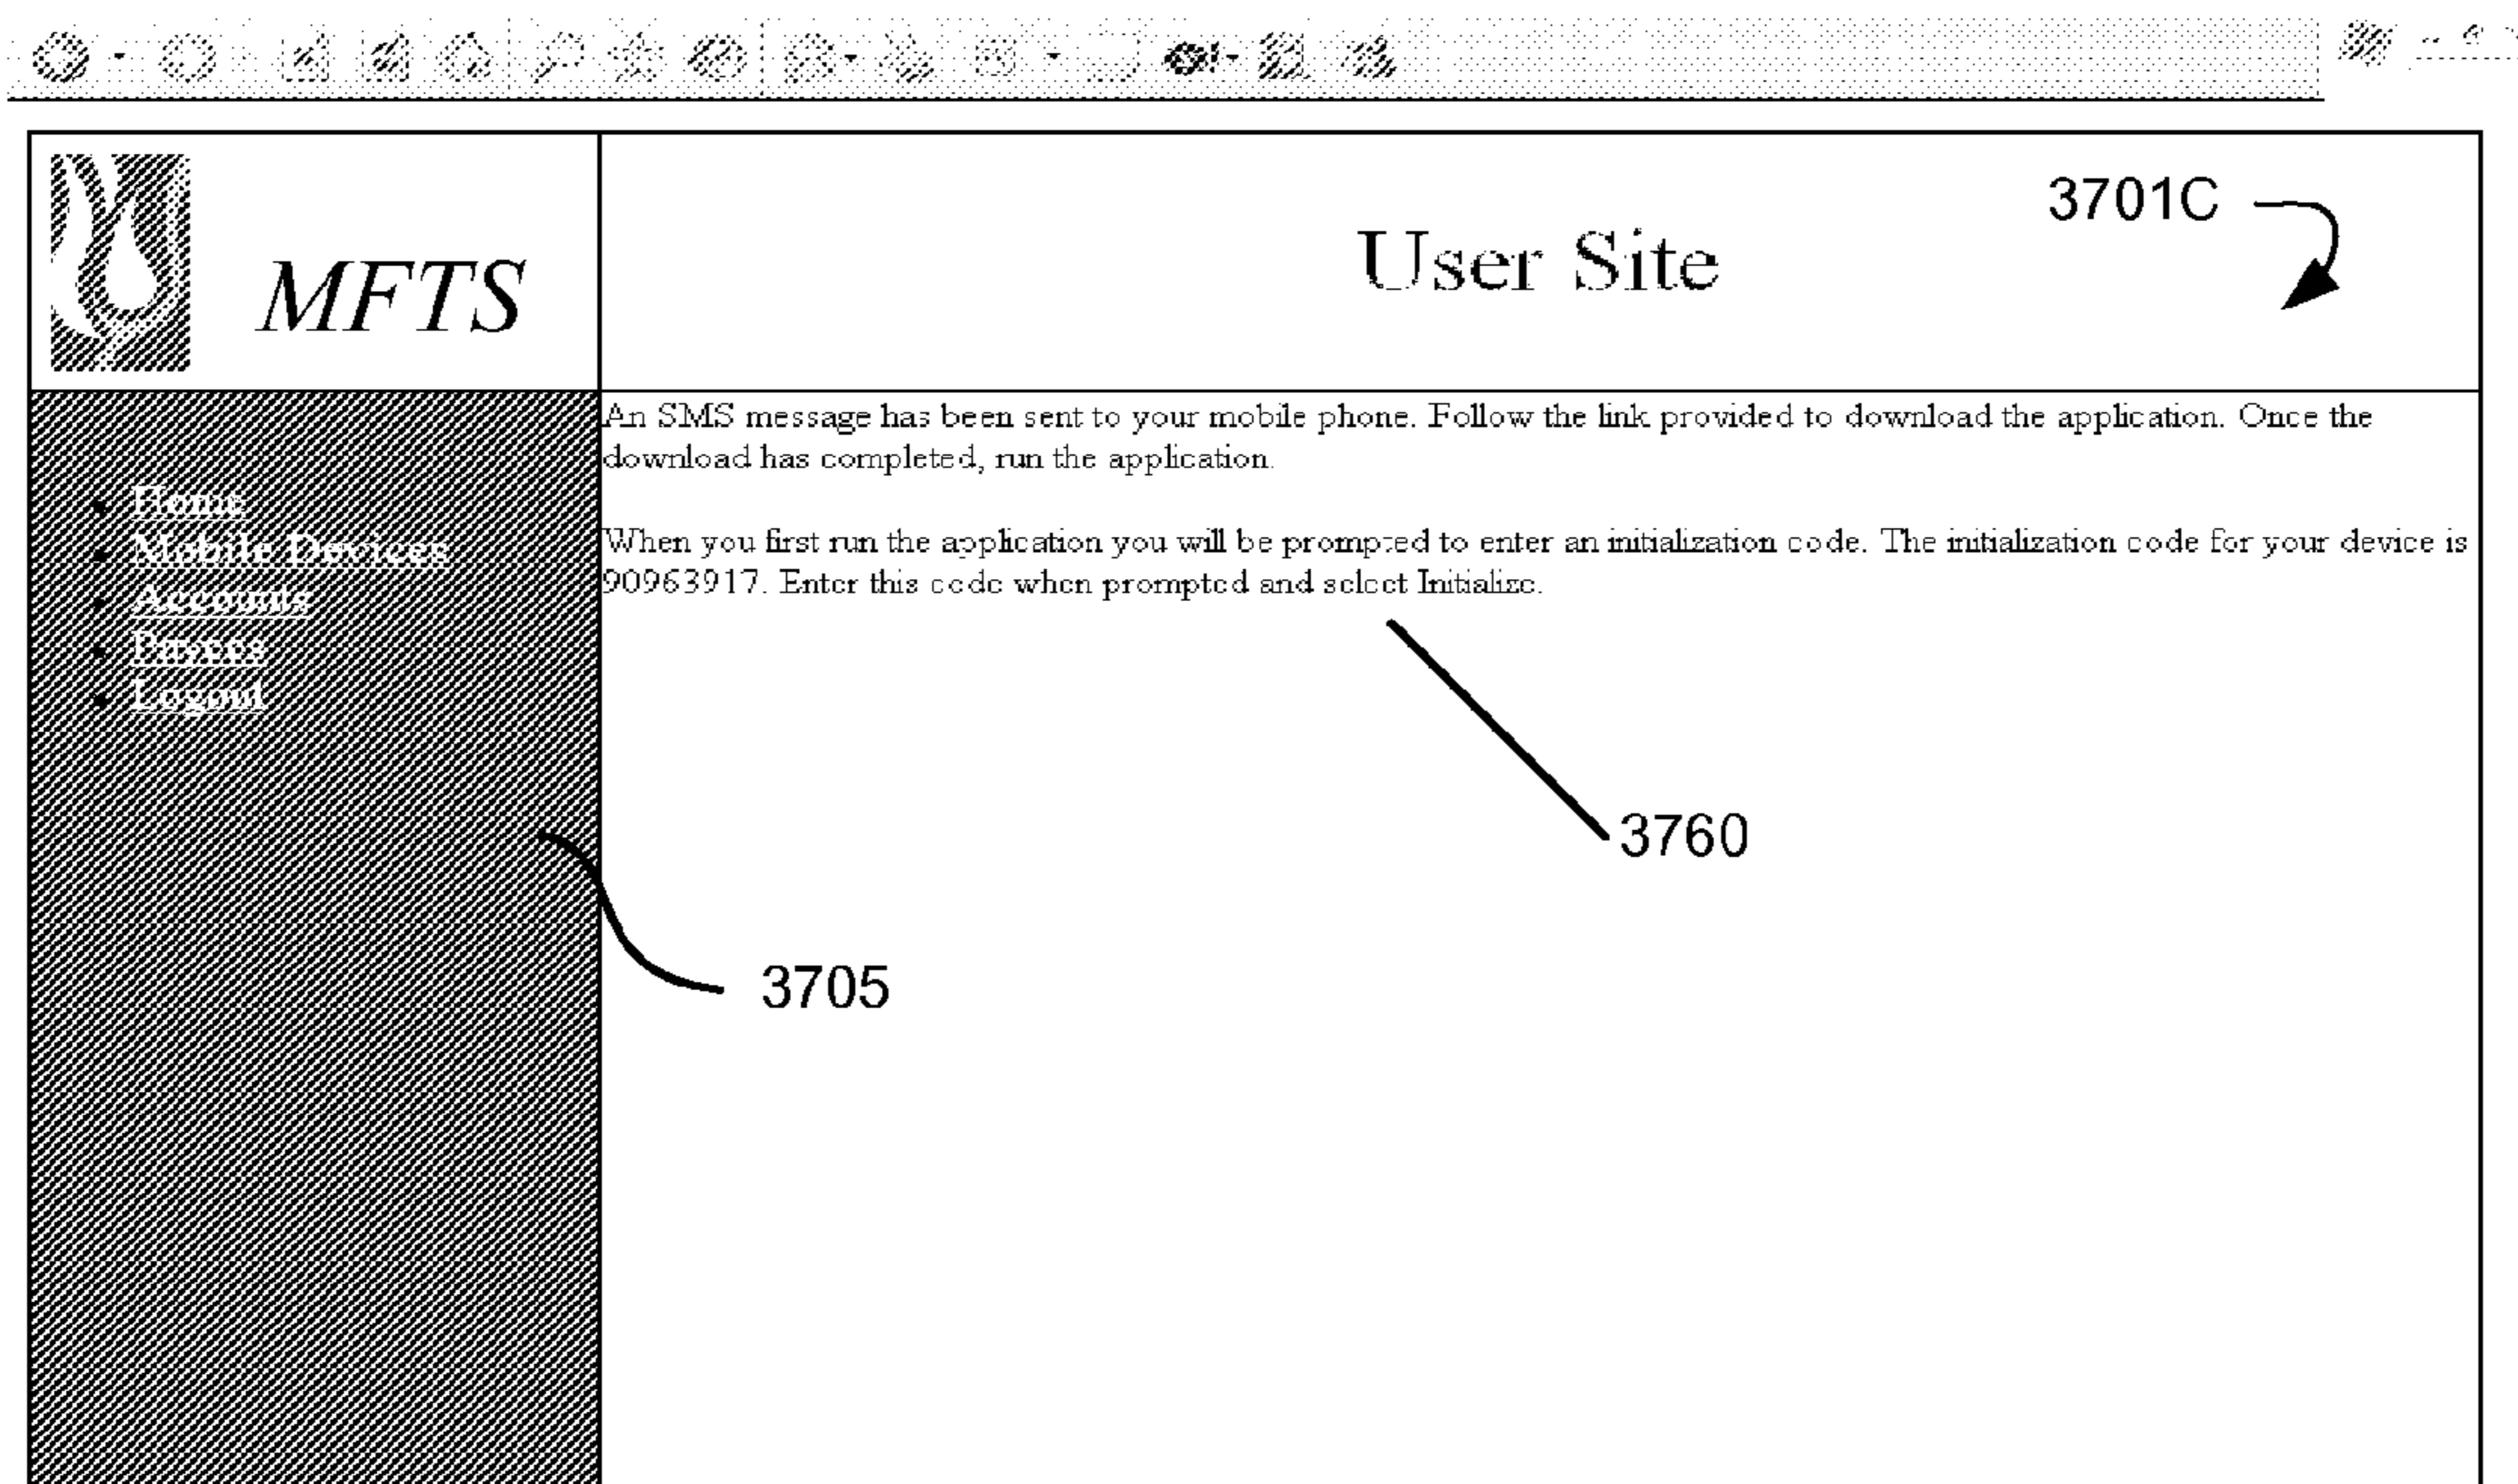 MFTS
User Site
3701C
An SMS message has been sent to your mobile phone. Follow the link provided to download the application. Once the
download has completed, run the application.
When you first run the application you will be prompted to enter an initialization code. The initialization code for your device is
90963917. Enter this code when prompted and select Initialize.
Home
Mobile Devices
Accounts
Payees
Logout
3760
3705